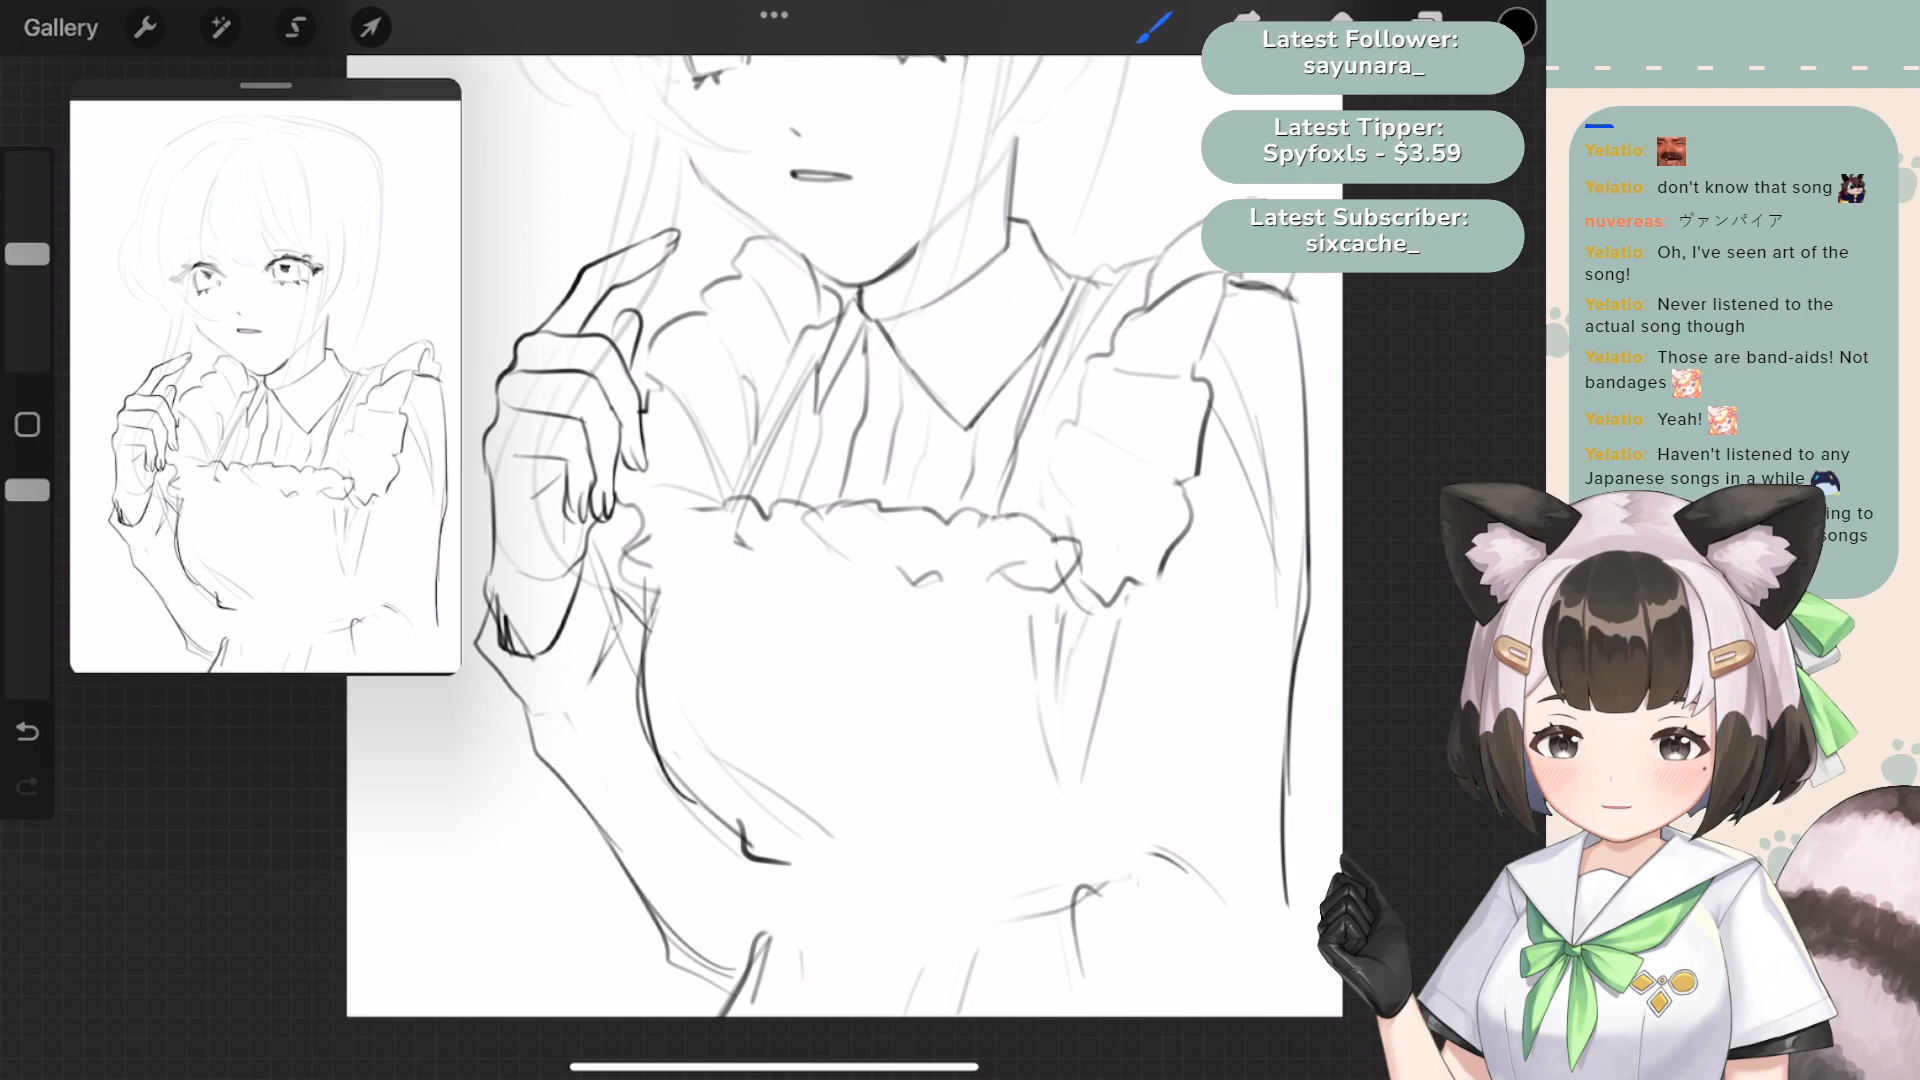 Gallery
Latest Follower:
sayunara_
Latest Tipper:
Spyfoxls - $3.59
Latest Subscriber:
sixcache_
Yelatio:
Yelatio: don't know that song
nuvereas: ヴァンパイア
Yelatio: Oh, I've seen art of the
song!
Yelatio: Never listened to the
actual song though
Yelatio: Those are band-aids! Not
bandages
Yelatio: Yeah!
Yelatio: Haven't listened to any
Japanese songs in a while
ing to
songs